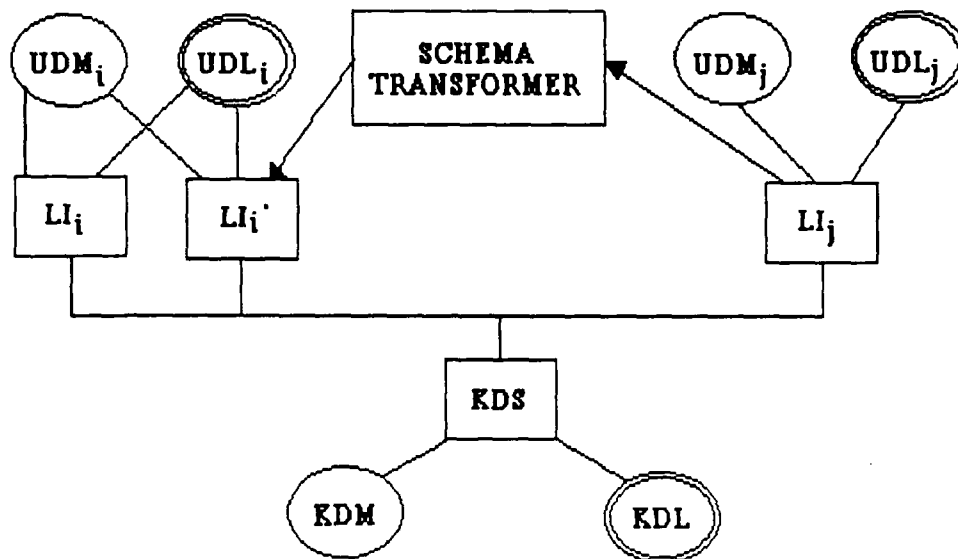 UDMi
UDLi
SCHEMA
TRANSFORMER
UDMj
UDLj
LIi
LIi'
LIj
KDS
KDM
KDL